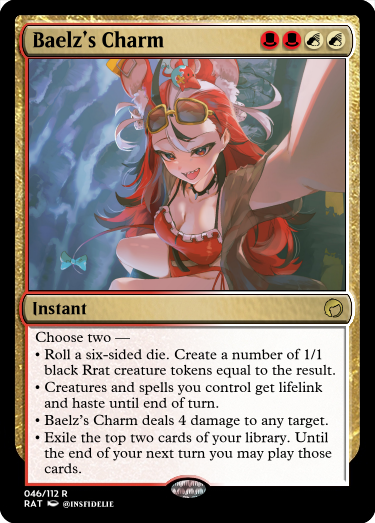 Baelz's Charm
Instant
Choose two —
• Roll a six-sided die. Create a number of 1/1
black Rrat creature tokens equal to the result.
• Creatures and spells you control get lifelink
and haste until end of turn.
• Baelz's Charm deals 4 damage to any target.
• Exile the top two cards of your library. Until
the end of your next turn you may play those
cards.
046/112 R
RAT @INSFIDELIE